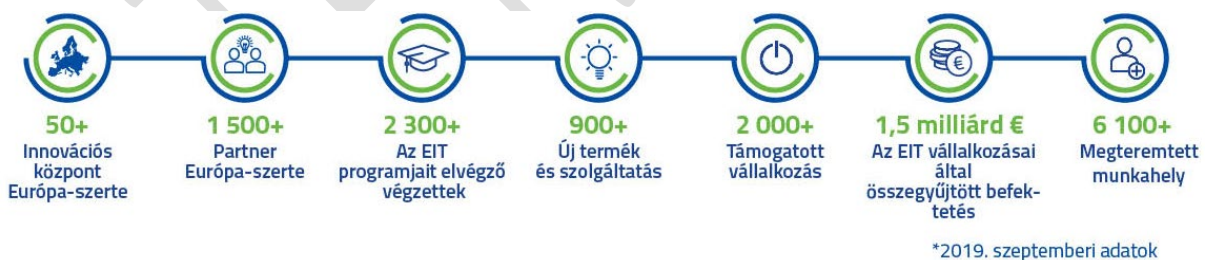 50+
Innovációs
központ
Európa-szerte
1 500+
Partner
Európa-szerte
2 300+
Az EIT
programjait elvégző
végzettek
900+
Új termék
és szolgáltatás
2 000+
Támogatott
vállalkozás
1,5 milliárd €
Az EIT vállalkozásai
által
összegyűjtött befek-
tetés
6 100+
Megteremtett
munkahely
*2019. szeptemberi adatok